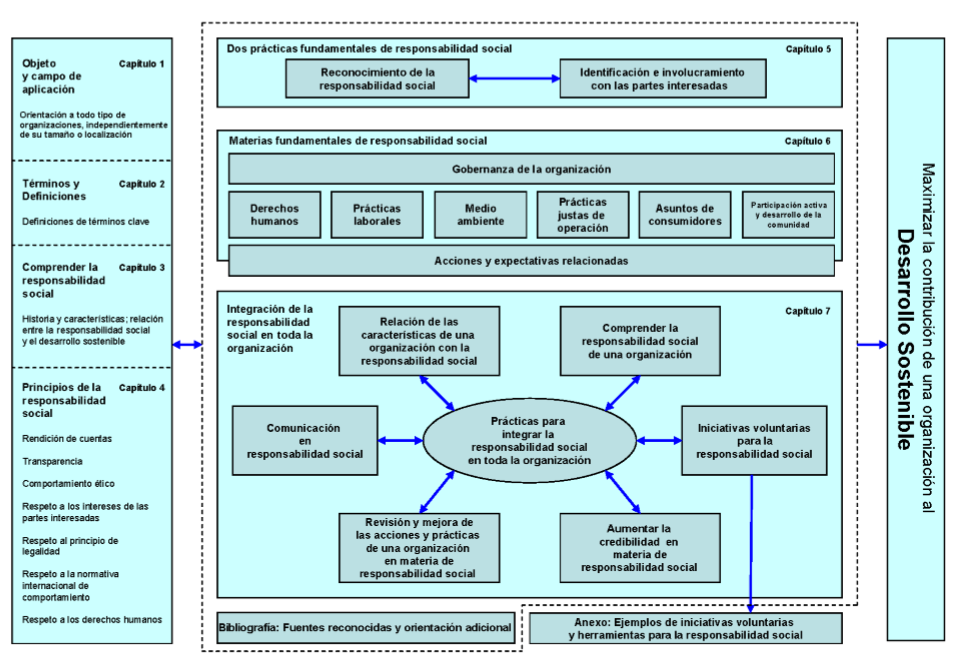 Objeto
y campo de
aplicación
Capítulo 1
Orientación a todo tipo de
organizaciones, independientemente
de su tamaño o localización
Términos y
Definiciones
Capítulo 2
Definiciones de términos clave
Comprender la
responsabilidad
social
Capítulo 3
Historia y características; relación
entre la responsabilidad social
y el desarrollo sostenible
Principios de la
responsabilidad
social
Capítulo 4
Rendición de cuentas
Transparencia
Comportamiento ético
Respeto a los intereses de las
partes interesadas
Respeto al principio de
legalidad
Respeto a la normativa
internacional de
comportamiento
Respeto a los derechos humanos
Dos prácticas fundamentales de responsabilidad social
Capítulo 5
Reconocimiento de la
responsabilidad social
Identificación e involucramiento
con las partes interesadas
Materias fundamentales de responsabilidad social
Capítulo 6
Gobernanza de la organización
Derechos
humanos
Prácticas
laborales
Medio
ambiente
Prácticas
justas de
operación
Asuntos de
consumidores
Participación activa
y desarrollo de la
comunidad
Acciones y expectativas relacionadas
Integración de la
responsabilidad
social en toda la
organización
Capítulo 7
Relación de las
características de una
organización con la
responsabilidad social
Comprender la
responsabilidad social
de una organización
Comunicación
en
responsabilidad social
Prácticas para
integrar la
responsabilidad social
en toda la organización
Iniciativas voluntarias
para la
responsabilidad social
Revisión y mejora de
las acciones y prácticas
de una organización
en materia de
responsabilidad social
Aumentar la
credibilidad en
materia de
responsabilidad social
Bibliografía: Fuentes reconocidas y orientación adicional
Anexo: Ejemplos de iniciativas voluntarias
y herramientas para la responsabilidad social
Maximizar la contribución de una organización al
Desarrollo Sostenible